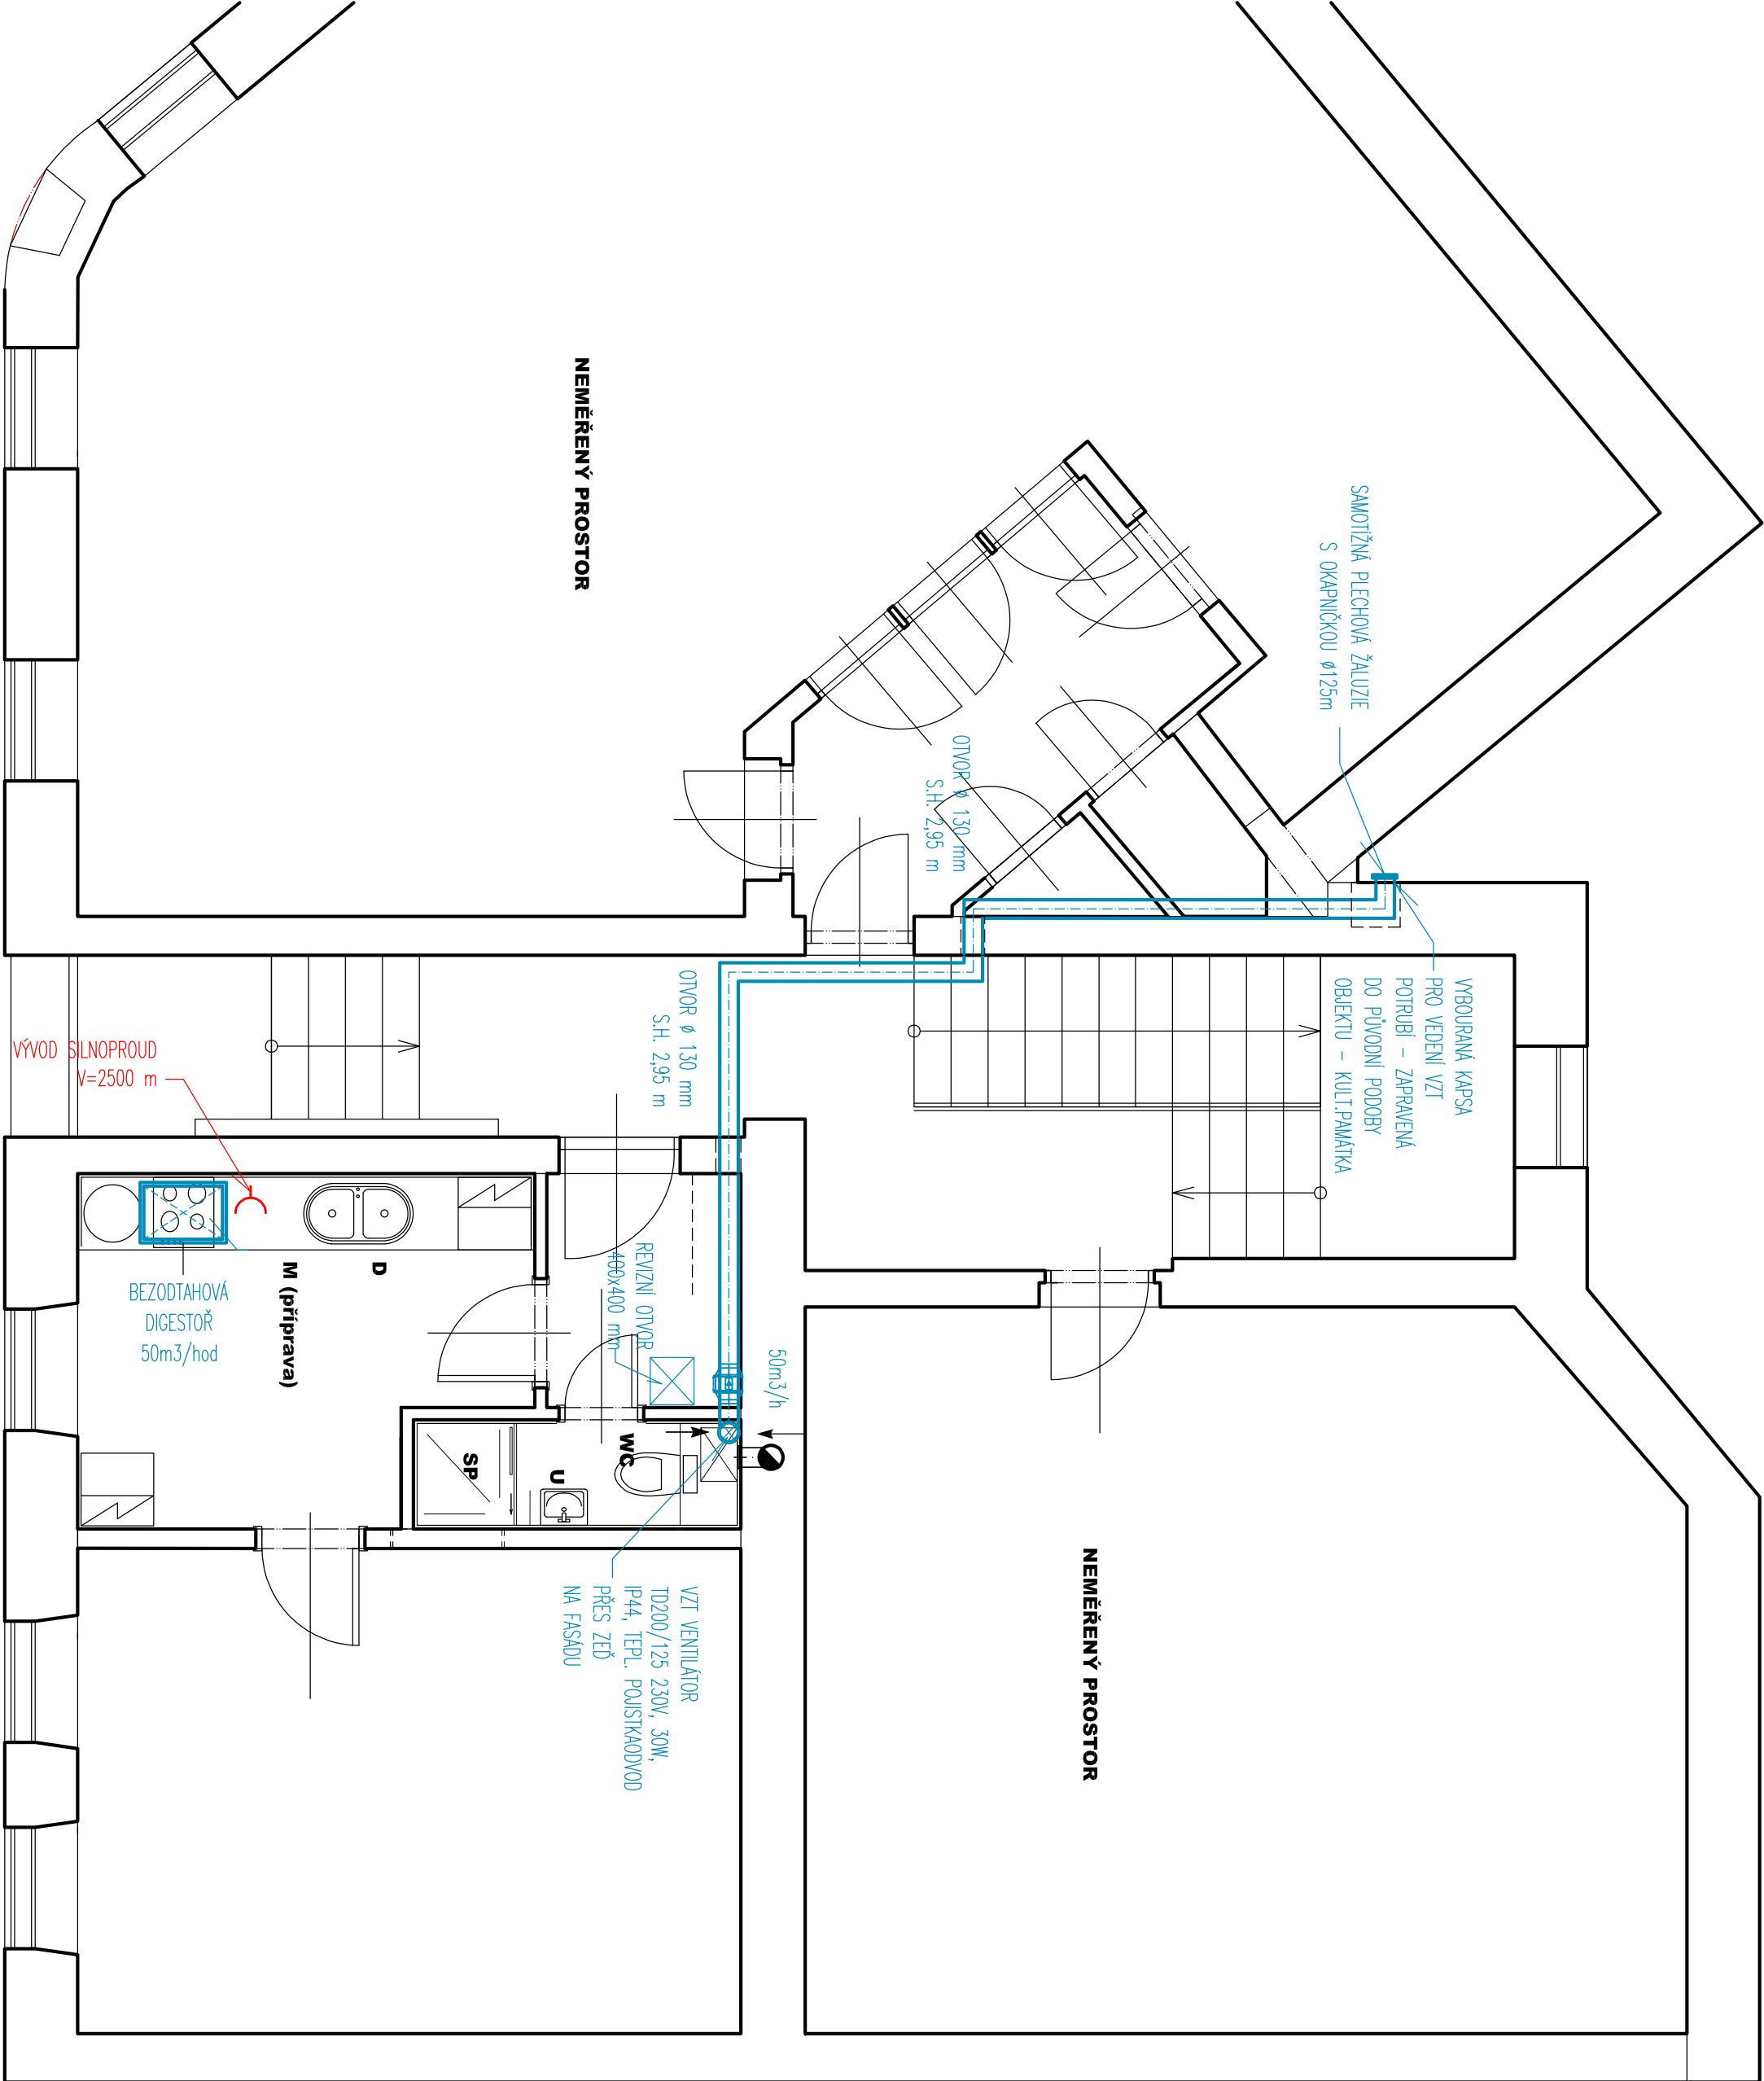 NEMĚŘENÝ PROSTOR
SAMOTÍŽNÁ PLECHOVÁ ŽALUZIE
S OKAPNIČKOU ø125m
OTVOR ø 130 mm
S.H. 2,95 m
VYBOURANÁ KAPSA
PRO VEDENÍ VZT
POTRUBÍ - ZAPRAVENÁ
DO PŮVODNÍ PODOBY
OBJEKTU - KULT.PAMÁTKA
OTVOR ø 130 mm
S.H. 2,95 m
VÝVOD SILNOPROUD
V=2500 m
BEZODTAHOVÁ
DIGESTOŘ
50m3/hod
M (příprava)
D
REVIZNÍ OTVOR
400x400 mm
50m3/h
WC
U
SP
VZT VENTILÁTOR
TD200/125 230V, 30W,
IP44, TEPL. POJISTKAODVOD
PŘES ZEĎ
NA FASÁDU
NEMĚŘENÝ PROSTOR